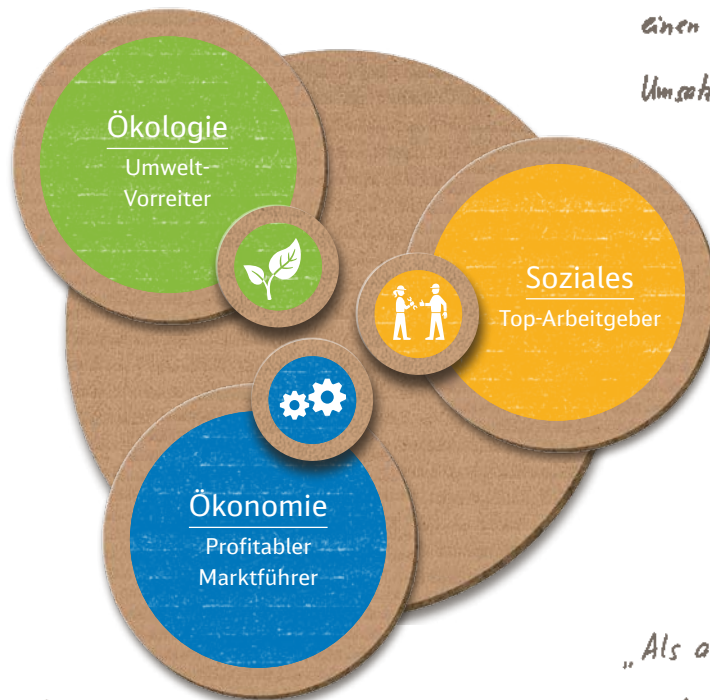 einen
Ökologie
Umwelt-
Vorreiter
Soziales
Top-Arbeitgeber
Ökonomie
Profitabler
Marktführer
„Als